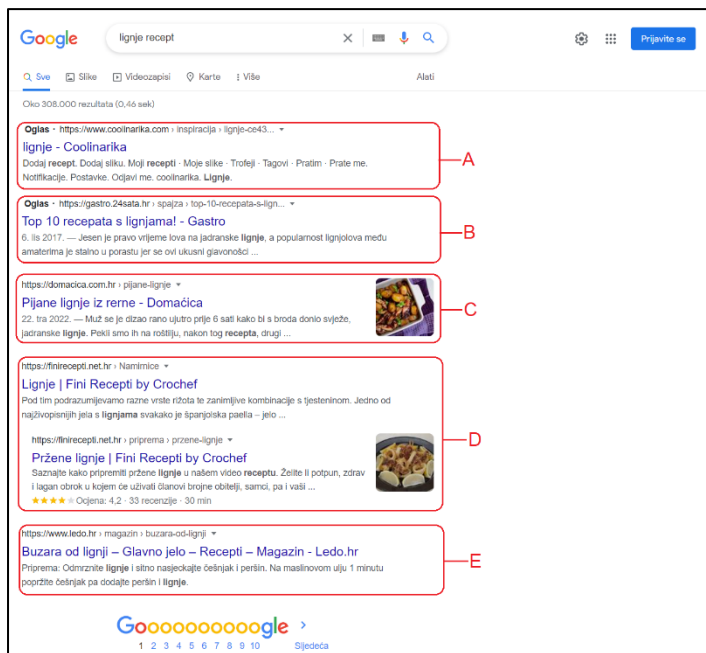 Google
lignje recept
Prijavite se
Sve Slike Videozapisi Karte Više Alati
Oko 308.000 rezultata (0,46 sek)
Oglas · https://www.coolinarika.com › inspiracija › lignje-ce43...
lignje - Coolinarika
Dodaj recept. Dodaj sliku. Moji recepti · Moje slike · Trofeji · Tagovi · Pratim · Prate me.
Notifikacije. Postavke. Odjavi me. coolinarika. Lignje.
A
Oglas · https://gastro.24sata.hr › spajza › top-10-recepata-s-lign...
Top 10 recepata s lignjama! - Gastro
6. lis 2017. — Jesen je pravo vrijeme lova na jadranske lignje, a popularnost lignjolova među
amaterima je stalno u porastu jer se ovi ukusni glavonošci ...
B
https://domacica.com.hr › pijane-lignje
Pijane lignje iz rerne - Domaćica
22. tra 2022. — Muž se je dizao rano ujutro prije 6 sati kako bi s broda donio svježe,
jadranske lignje. Pekli smo ih na roštilju, nakon tog recepta, drugi ...
C
https://finirecepti.net.hr › Namirnice
Lignje | Fini Recepti by Crochef
Pod tim podrazumijevamo razne vrste rižota te zanimljive kombinacije s tjesteninom. Jedno od
najživopisnijih jela s lignjama svakako je španjolska paella – jelo ...
https://finirecepti.net.hr › priprema › przene-lignje
Pržene lignje | Fini Recepti by Crochef
Saznajte kako pripremiti pržene lignje u našem video receptu. Želite li potpun, zdrav
i lagan obrok u kojem će uživati članovi brojne obitelji, samci, pa i vaši ...
Ocjena: 4,2 · 33 recenzije · 30 min
D
https://www.ledo.hr › magazin › buzara-od-lignji
Buzara od lignji – Glavno jelo – Recepti – Magazin - Ledo.hr
Priprema: Odmrznite lignje i sitno nasjeckajte češnjak i peršin. Na maslinovom ulju 1 minutu
popržite češnjak pa dodajte peršin i lignje.
E
Goooooooooogle
1 2 3 4 5 6 7 8 9 10 Sljedeća